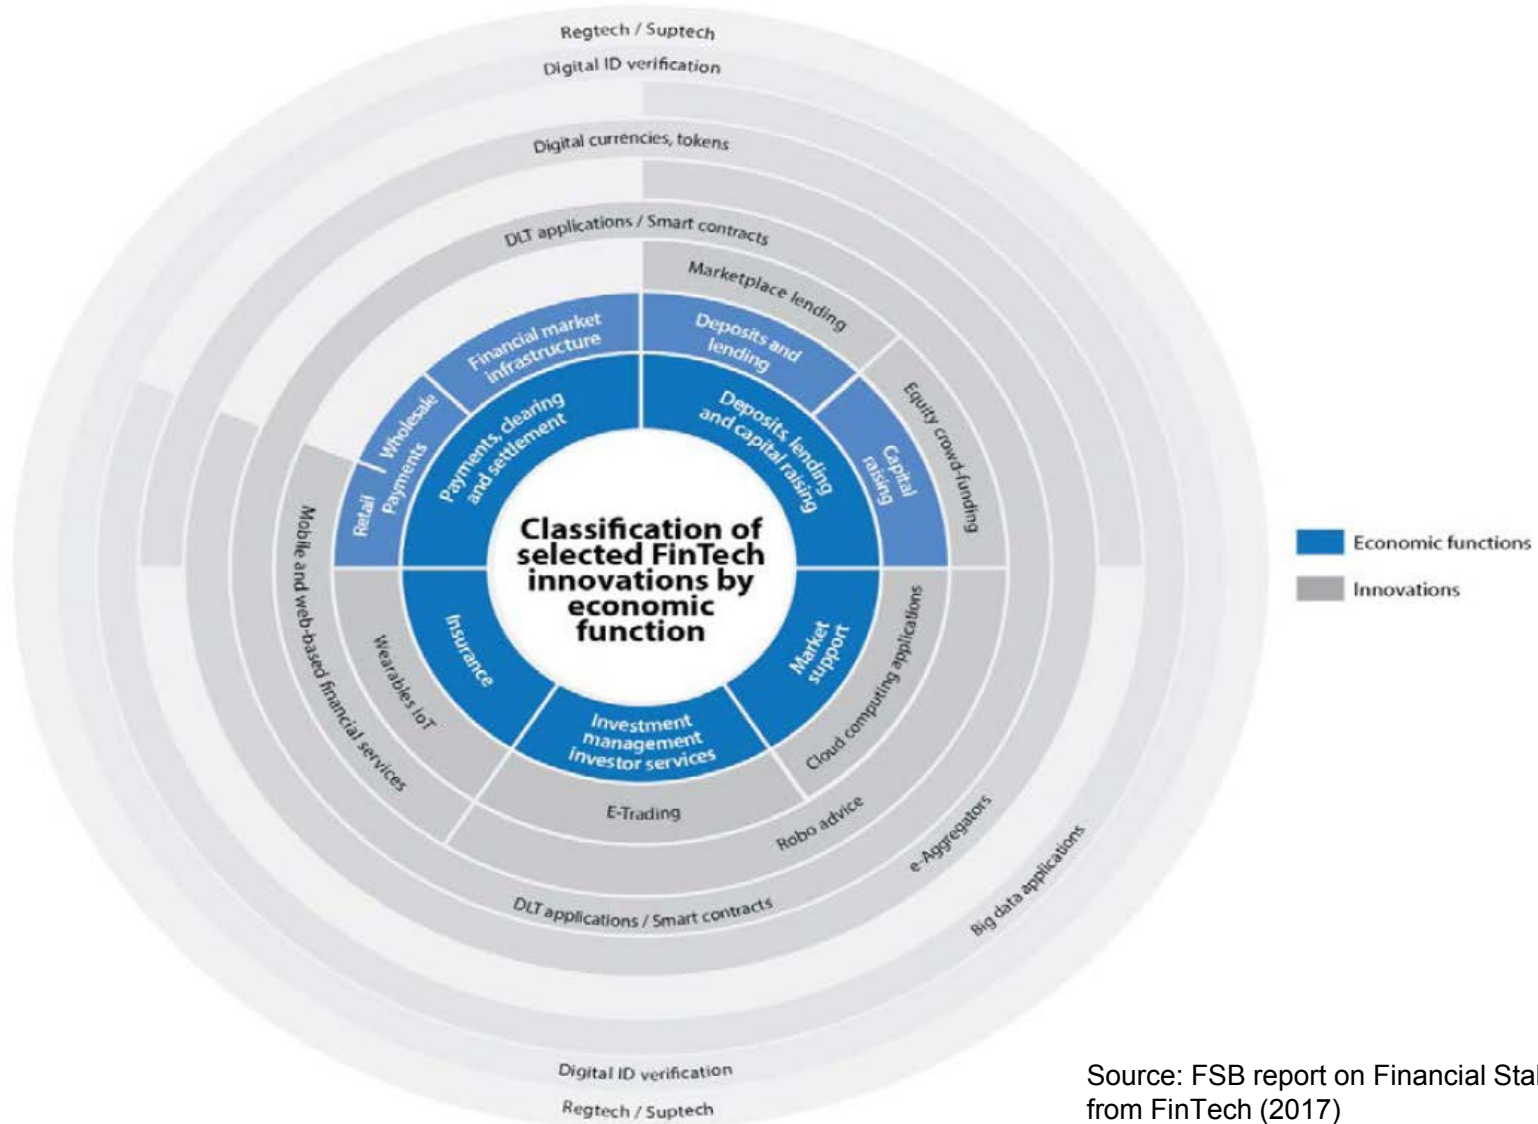 Regtech / Suptech
Digital ID verification
Digital currencies, tokens
DLT applications / Smart contracts
Marketplace lending
Equity crowd-funding
Financial market
infrastructure
Deposits and
lending
Wholesale
Retail
Payments
Capital
raising
Payments, clearing
and settlement
Deposits, lending
and capital raising
Classification of
selected FinTech
innovations by
economic
function
Insurance
Market
support
Investment
management
investor services
Mobile and web-based financial services
Wearables IoT
Cloud computing applications
E-Trading
Robo advice
e-Aggregators
Big data applications
DLT applications / Smart contracts
Digital ID verification
Regtech / Suptech
Economic functions
Innovations
Source: FSB report on Financial
from FinTech (2017)